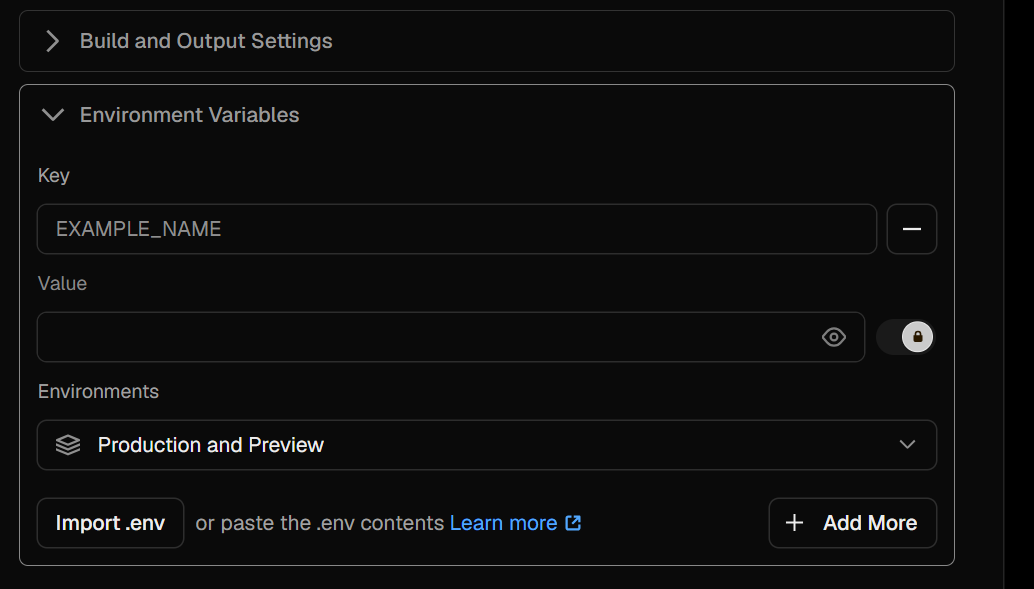 Build and Output Settings
Environment Variables
Key
EXAMPLE_NAME
Value
Environments
Production and Preview
Import .env or paste the .env contents Learn more
Add More